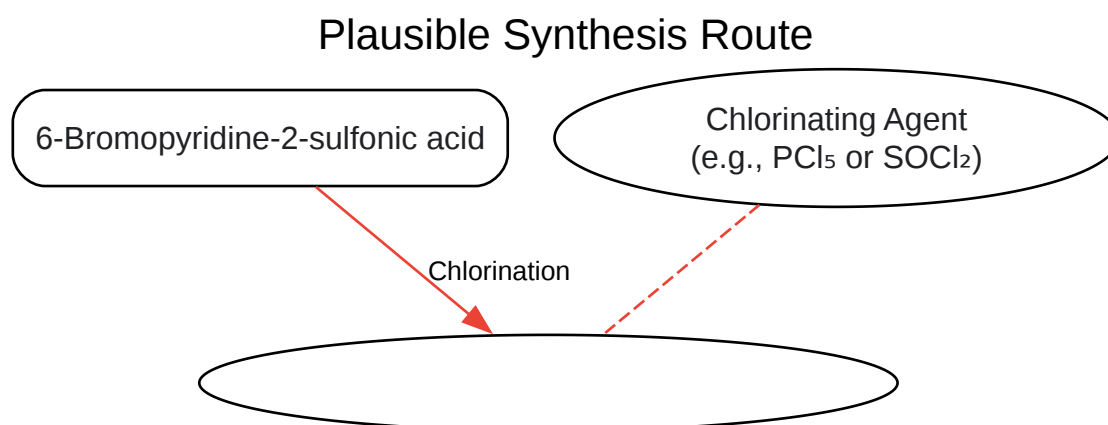 Plausible Synthesis Route
6-Bromopyridine-2-sulfonic acid
Chlorinating Agent
(e.g., PCl₅ or SOCl₂)
Chlorination